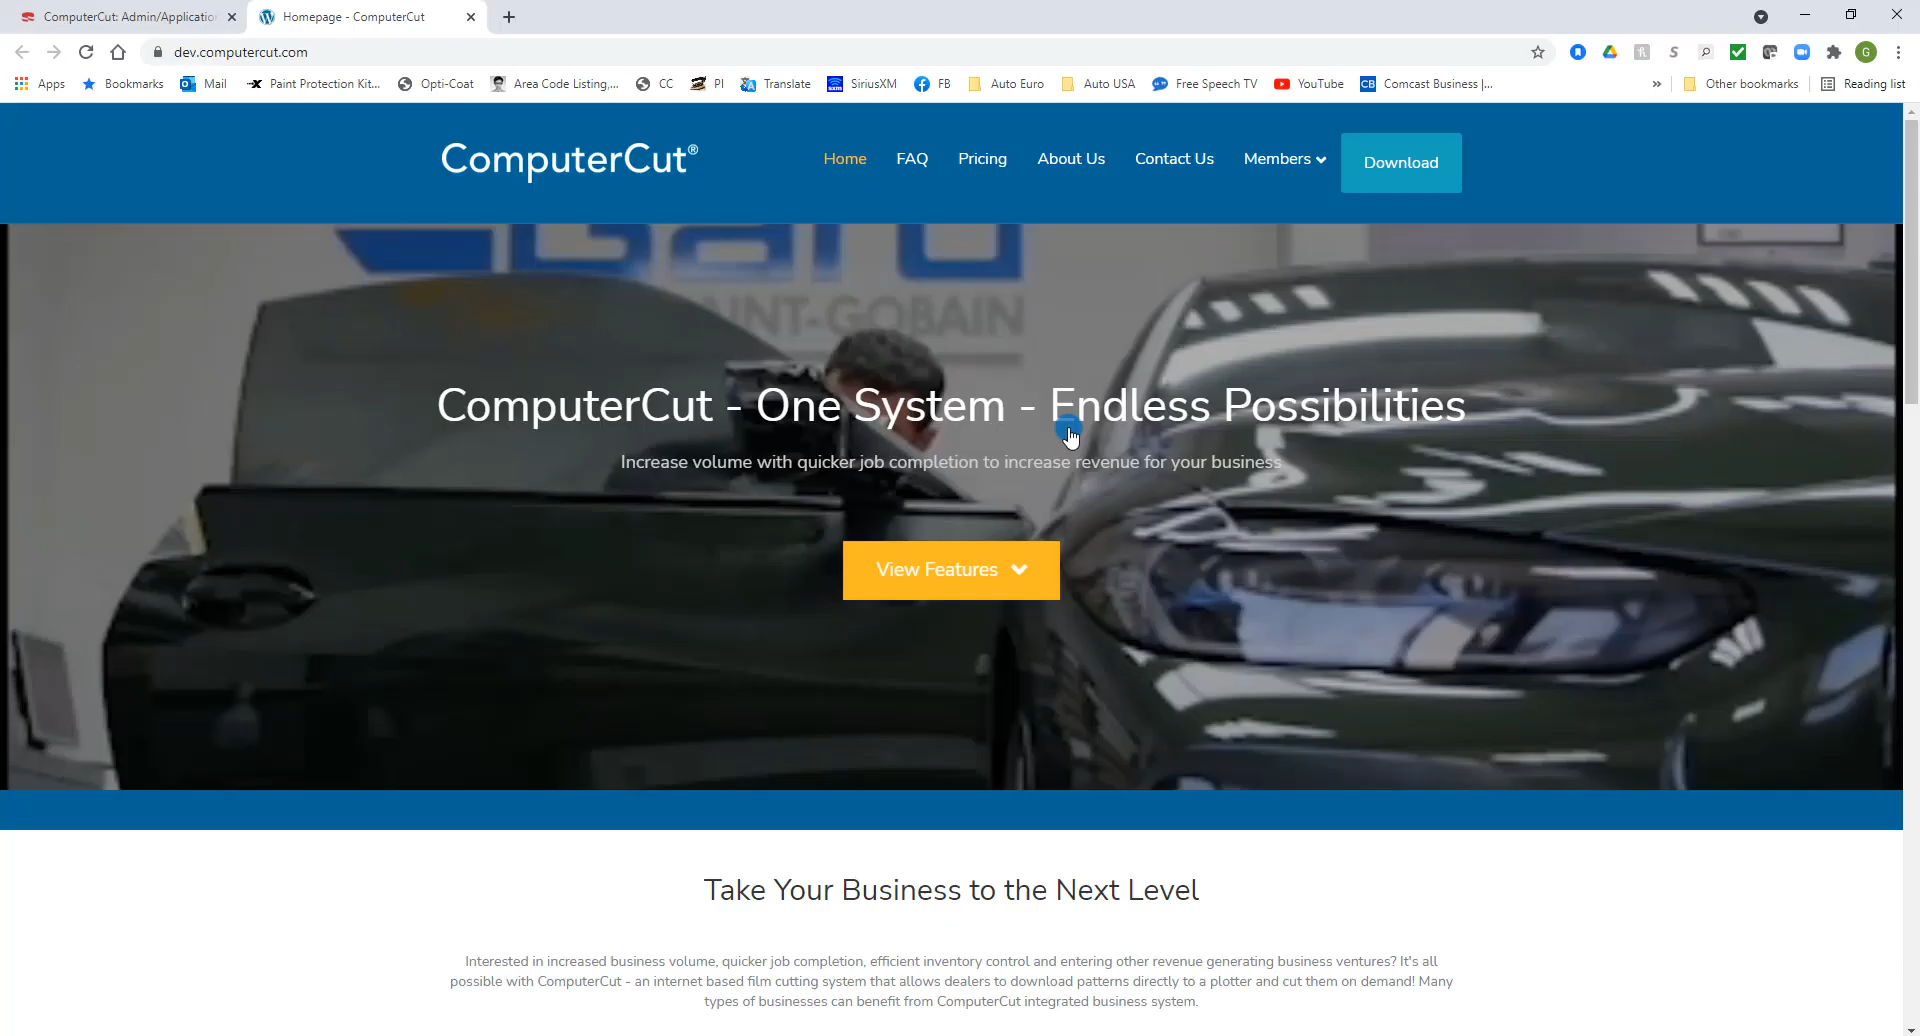 ComputerCut: Admin/Applicatio
Homepage - ComputerCut
dev.computercut.com
Apps
Bookmarks
Mail
Paint Protection Kit...
Opti-Coat
Area Code Listing,...
CC
PI
Translate
SiriusXM
FB
Auto Euro
Auto USA
Free Speech TV
YouTube
CB
Comcast Business |...
»
Other bookmarks
Reading list
ComputerCut®
Home
FAQ
Pricing
About Us
Contact Us
Members
Download
ComputerCut - One System - Endless Possibilities
Increase volume with quicker job completion to increase revenue for your business
View Features
Take Your Business to the Next Level
Interested in increased business volume, quicker job completion, efficient inventory control and entering other revenue generating business ventures? It's all
possible with ComputerCut - an internet based film cutting system that allows dealers to download patterns directly to a plotter and cut them on demand! Many
types of businesses can benefit from ComputerCut integrated business system.